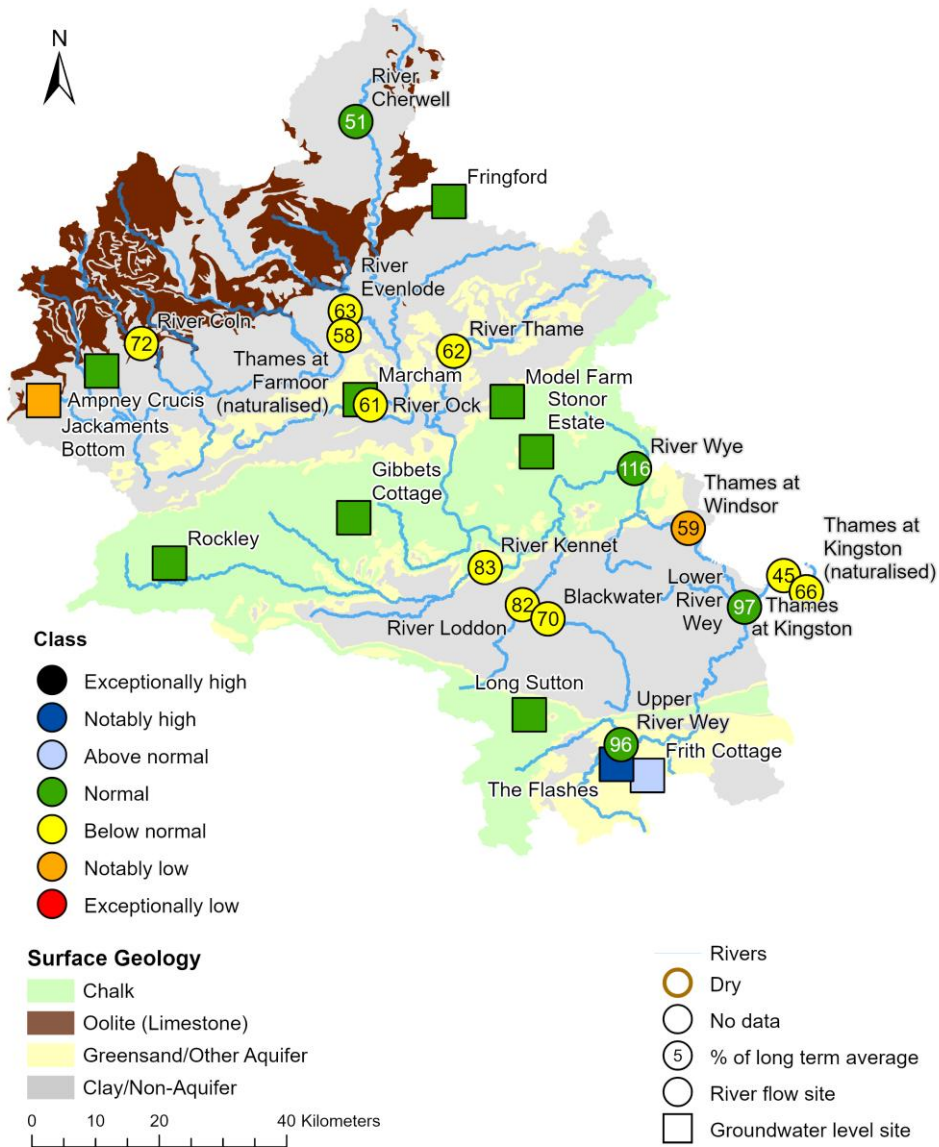 N
River
Cherwell
51
Fringford
River
Evenlode
63
58
River Coln
72
River Thame
62
Thames at
Farmoor
(naturalised)
Marcham
61
River Ock
Model Farm
Stonor
Estate
Ampney Crucis
Jackaments
Bottom
River Wye
116
Gibbets
Cottage
Thames at
Windsor
59
Rockley
River Kennet
83
Thames at
Kingston
(naturalised)
45
66
Lower
River
Wey
97
Thames
at Kingston
82
70
Blackwater
River Loddon
Long Sutton
Upper
River Wey
96
Frith Cottage
The Flashes
Class
Exceptionally high
Notably high
Above normal
Normal
Below normal
Notably low
Exceptionally low
Surface Geology
Chalk
Oolite (Limestone)
Greensand/Other Aquifer
Clay/Non-Aquifer
0 10 20 40 Kilometers
Rivers
Dry
No data
5 % of long term average
River flow site
Groundwater level site